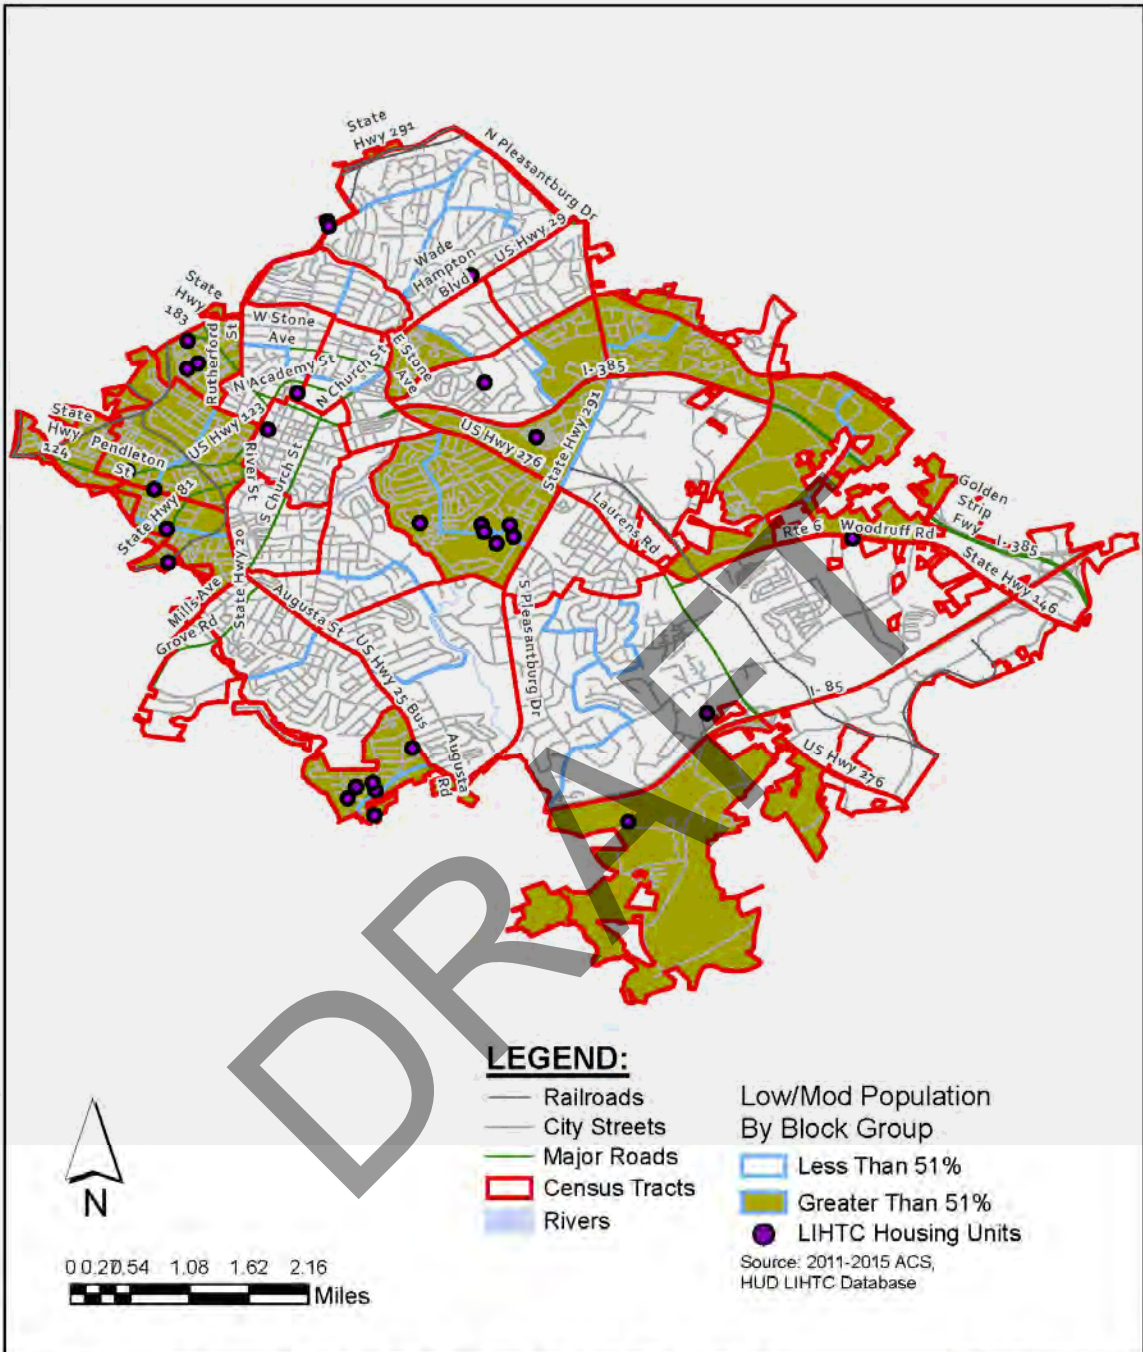 State
Hwy 291
N Pleasantburg Dr
Wade
Hampton
Blvd
US Hwy 29
State
Hwy
183
Rutherford
St
W Stone
Ave
N Academy St
N Church St
E Stone
Ave
I-385
State
Hwy
124
Pendleton
St
US Hwy 123
River St
S Church St
US Hwy 276
State Hwy 291
State Hwy 81
State Hwy 20
Laurens Rd
Golden
Strip
Fwy
I-385
Rte 6
Woodruff Rd
State Hwy 146
Mills Ave
Grove Rd
Augusta St
US Hwy 25 Bus
S Pleasantburg Dr
Augusta
Rd
I-85
US Hwy 276
DRAFT
LEGEND:
Railroads
City Streets
Major Roads
Census Tracts
Rivers
Low/Mod Population
By Block Group
Less Than 51%
Greater Than 51%
LIHTC Housing Units
Source: 2011-2015 ACS,
HUD LIHTC Database
N
0 0.27 0.54 1.08 1.62 2.16
Miles